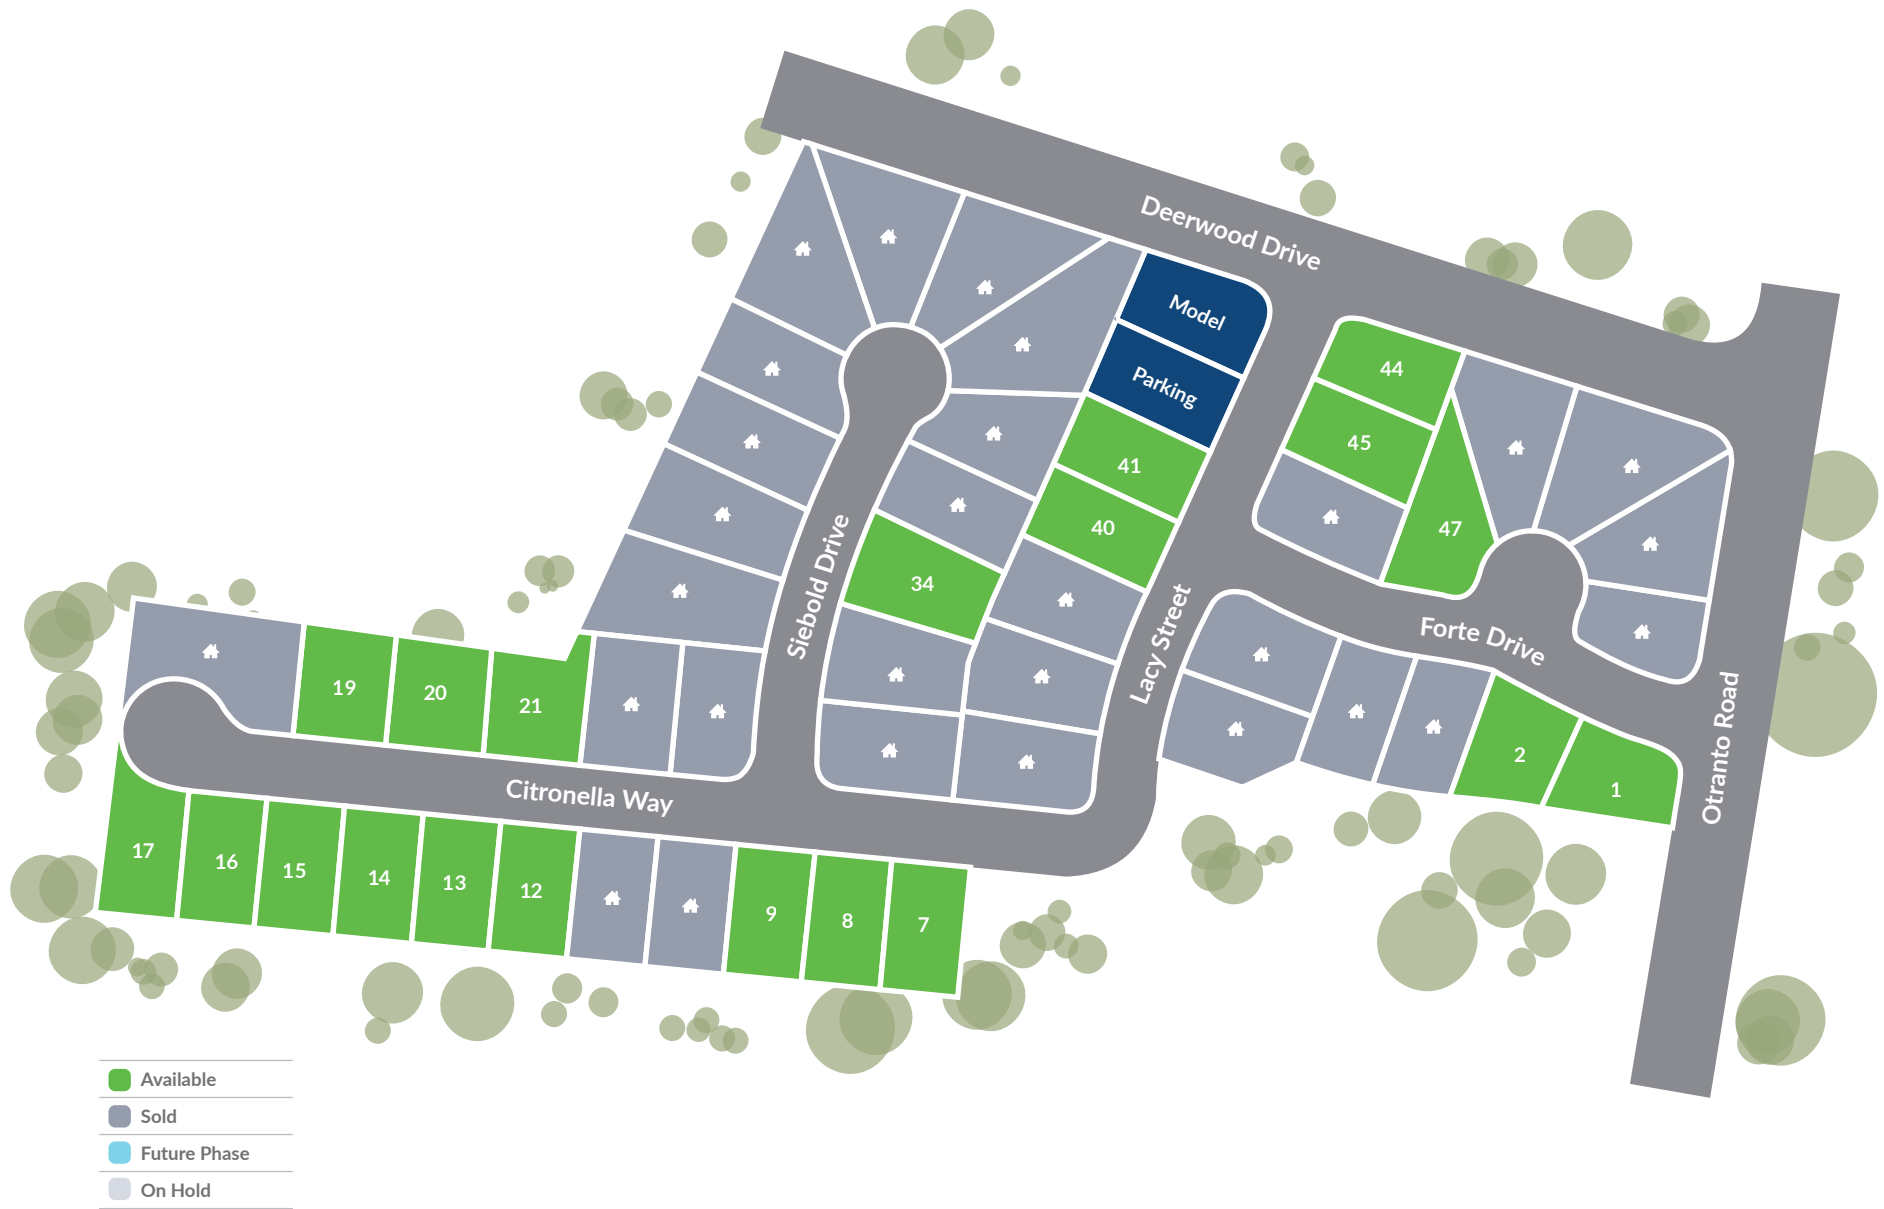 Deerwood Drive
Model
Parking
44
45
41
47
40
34
Siebold Drive
Lacy Street
Forte Drive
Otranto Road
19
20
21
2
1
Citronella Way
17
16
15
14
13
12
9
8
7
Available
Sold
Future Phase
On Hold